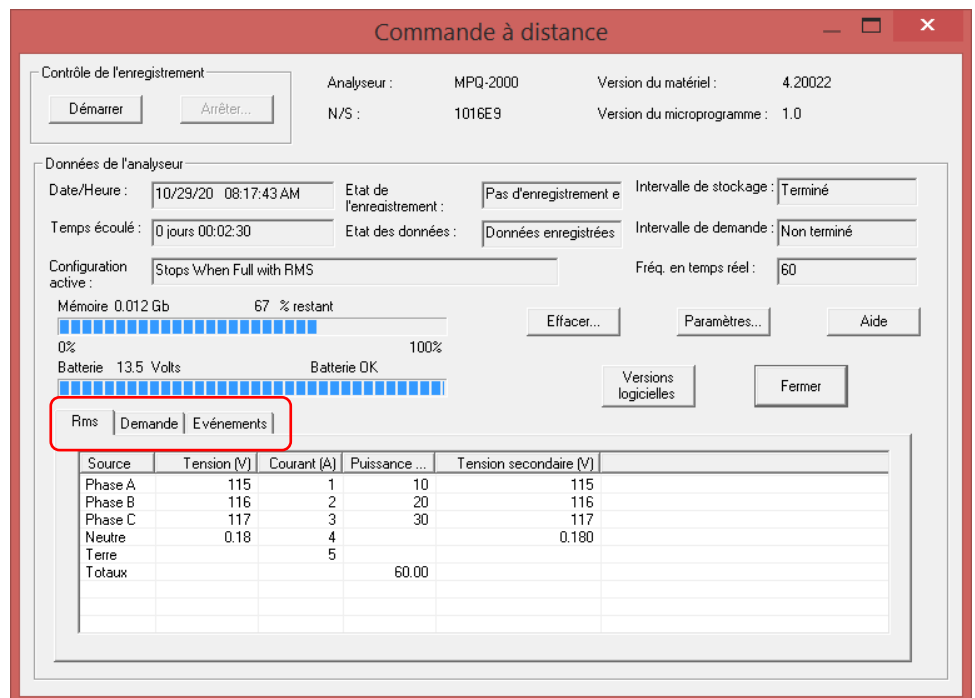 Commande à distance
Contrôle de l'enregistrement
Démarrer Arrêter...
Analyseur : MPQ-2000 Version du matériel : 4.20022
N/S : 1016E9 Version du microprogramme : 1.0
Données de l'analyseur
Date/Heure : 10/29/20 08:17:43 AM Etat de l'enregistrement : Pas d'enregistrement e Intervalle de stockage : Terminé
Temps écoulé : 0 jours 00:02:30 Etat des données : Données enregistrées Intervalle de demande : Non terminé
Configuration active : Stops When Full with RMS Fréq. en temps réel : 60
Mémoire 0.012 Gb 67 % restant
Effacer... Paramètres... Aide
0% 100%
Batterie 13.5 Volts Batterie OK
Versions logicielles Fermer
Rms Demande Evénements
Source Tension (V) Courant (A) Puissance ... Tension secondaire (V)
Phase A 115 1 10 115
Phase B 116 2 20 116
Phase C 117 3 30 117
Neutre 0.18 4 0.180
Terre 5
Totaux 60.00